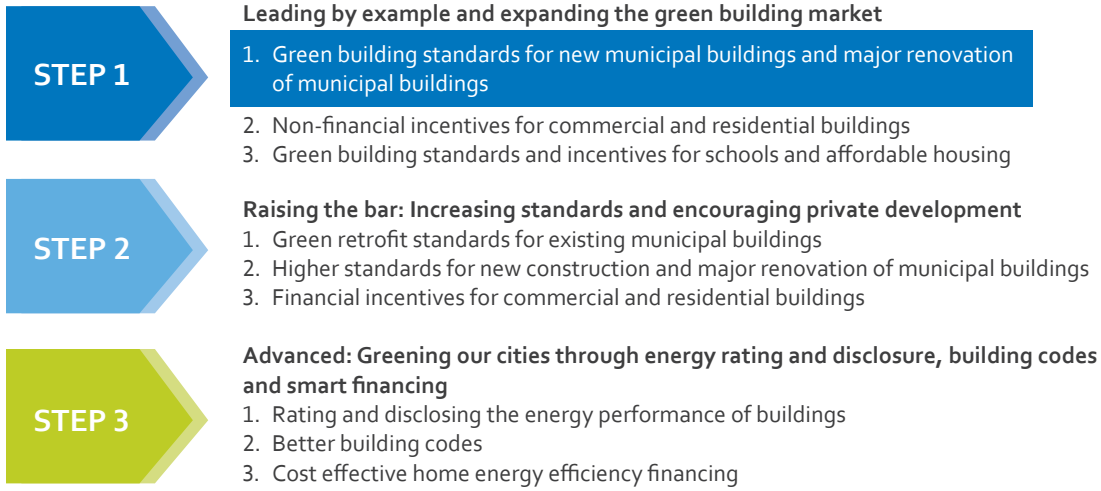 Leading by example and expanding the green building market
STEP 1
1. Green building standards for new municipal buildings and major renovation
of municipal buildings
2. Non-financial incentives for commercial and residential buildings
3. Green building standards and incentives for schools and affordable housing
Raising the bar: Increasing standards and encouraging private development
STEP 2
1. Green retrofit standards for existing municipal buildings
2. Higher standards for new construction and major renovation of municipal buildings
3. Financial incentives for commercial and residential buildings
Advanced: Greening our cities through energy rating and disclosure, building codes
and smart financing
STEP 3
1. Rating and disclosing the energy performance of buildings
2. Better building codes
3. Cost effective home energy efficiency financing